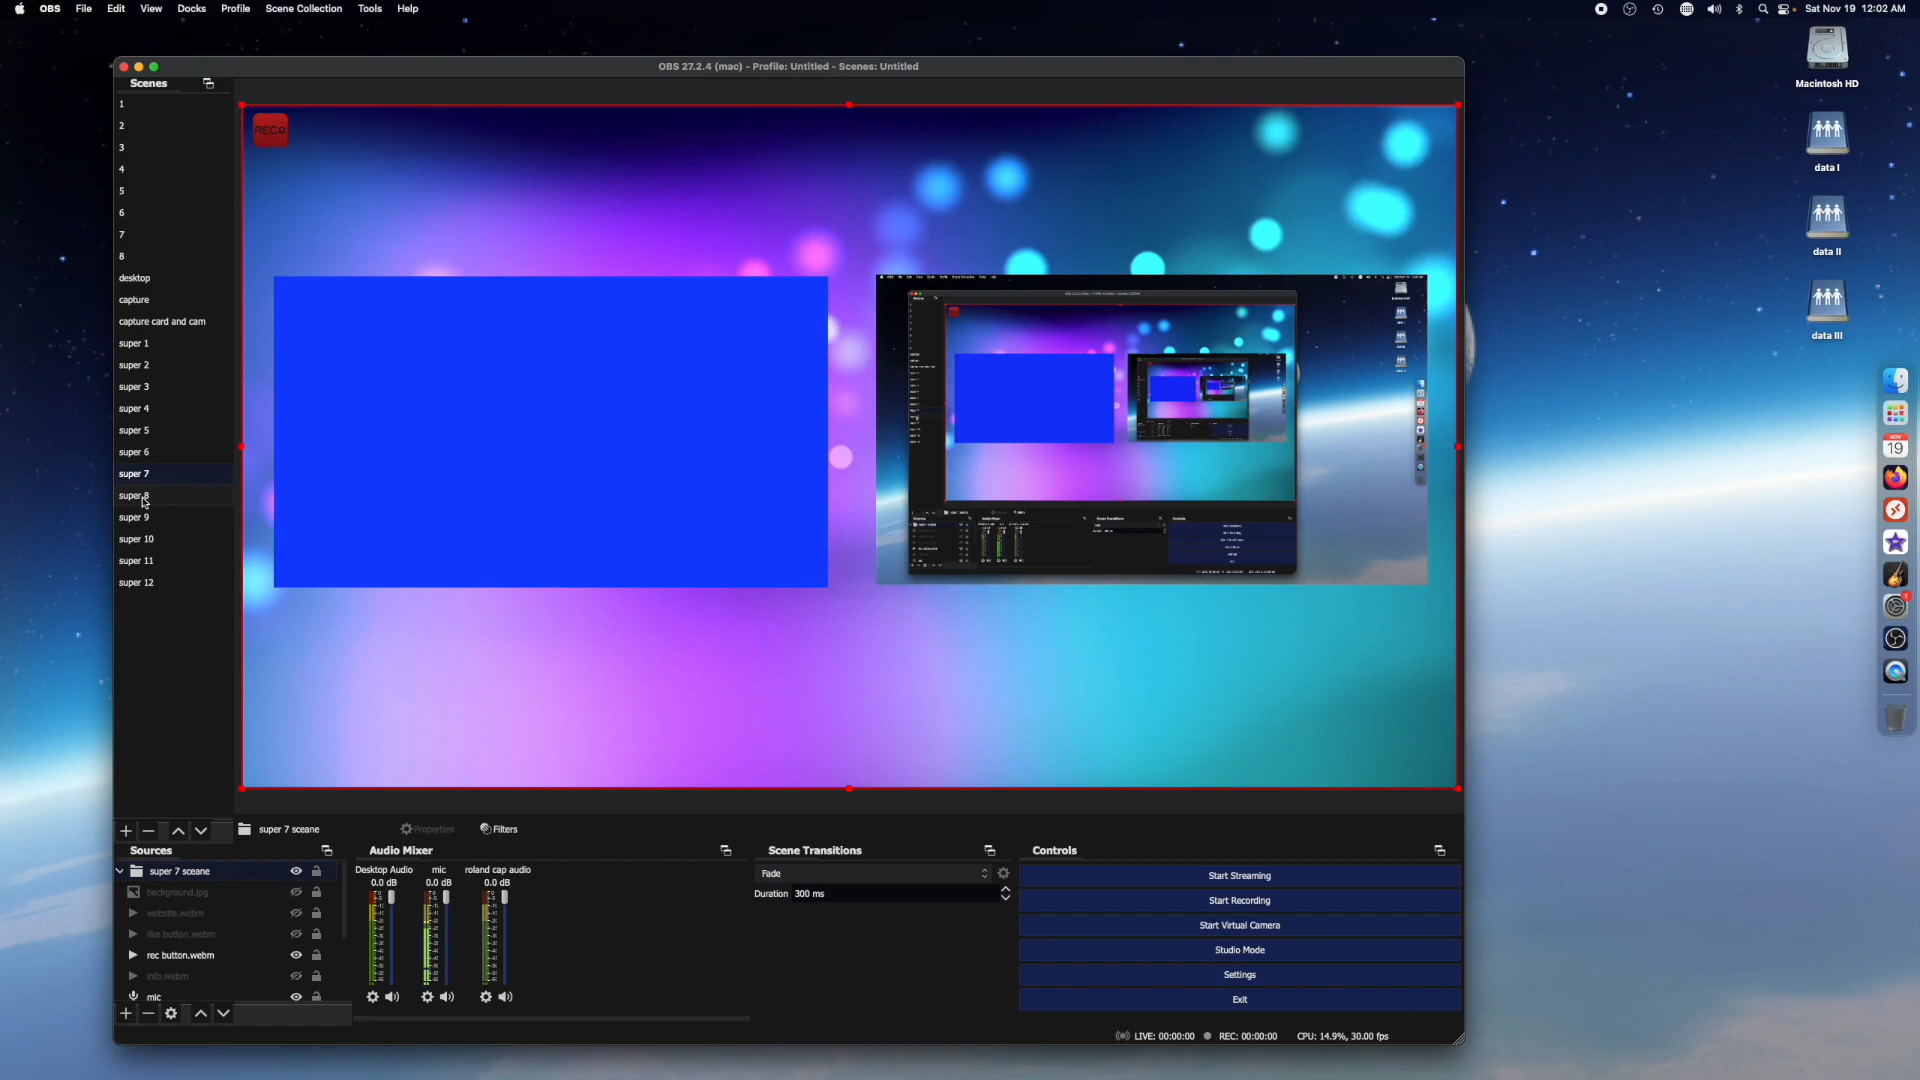 OBS File Edit View Docks Profile Scene Collection Tools Help
Sat Nov 19 12:02 AM
OBS 27.2.4 (mac) - Profile: Untitled - Scenes: Untitled
Scenes
1
2
3
4
5
6
7
8
desktop
capture
capture card and cam
super 1
super 2
super 3
super 4
super 5
super 6
super 7
super 8
super 9
super 10
super 11
super 12
REC
Macintosh HD
data I
data II
data III
NOV
19
1
super 7 sceane Properties Filters
Sources
super 7 sceane
background.jpg
website.webm
like button.webm
rec button.webm
info.webm
mic
Audio Mixer
Desktop Audio mic roland cap audio
0.0 dB 0.0 dB 0.0 dB
Scene Transitions
Fade
Duration 300 ms
Controls
Start Streaming
Start Recording
Start Virtual Camera
Studio Mode
Settings
Exit
LIVE: 00:00:00 REC: 00:00:00 CPU: 14.9%, 30.00 fps